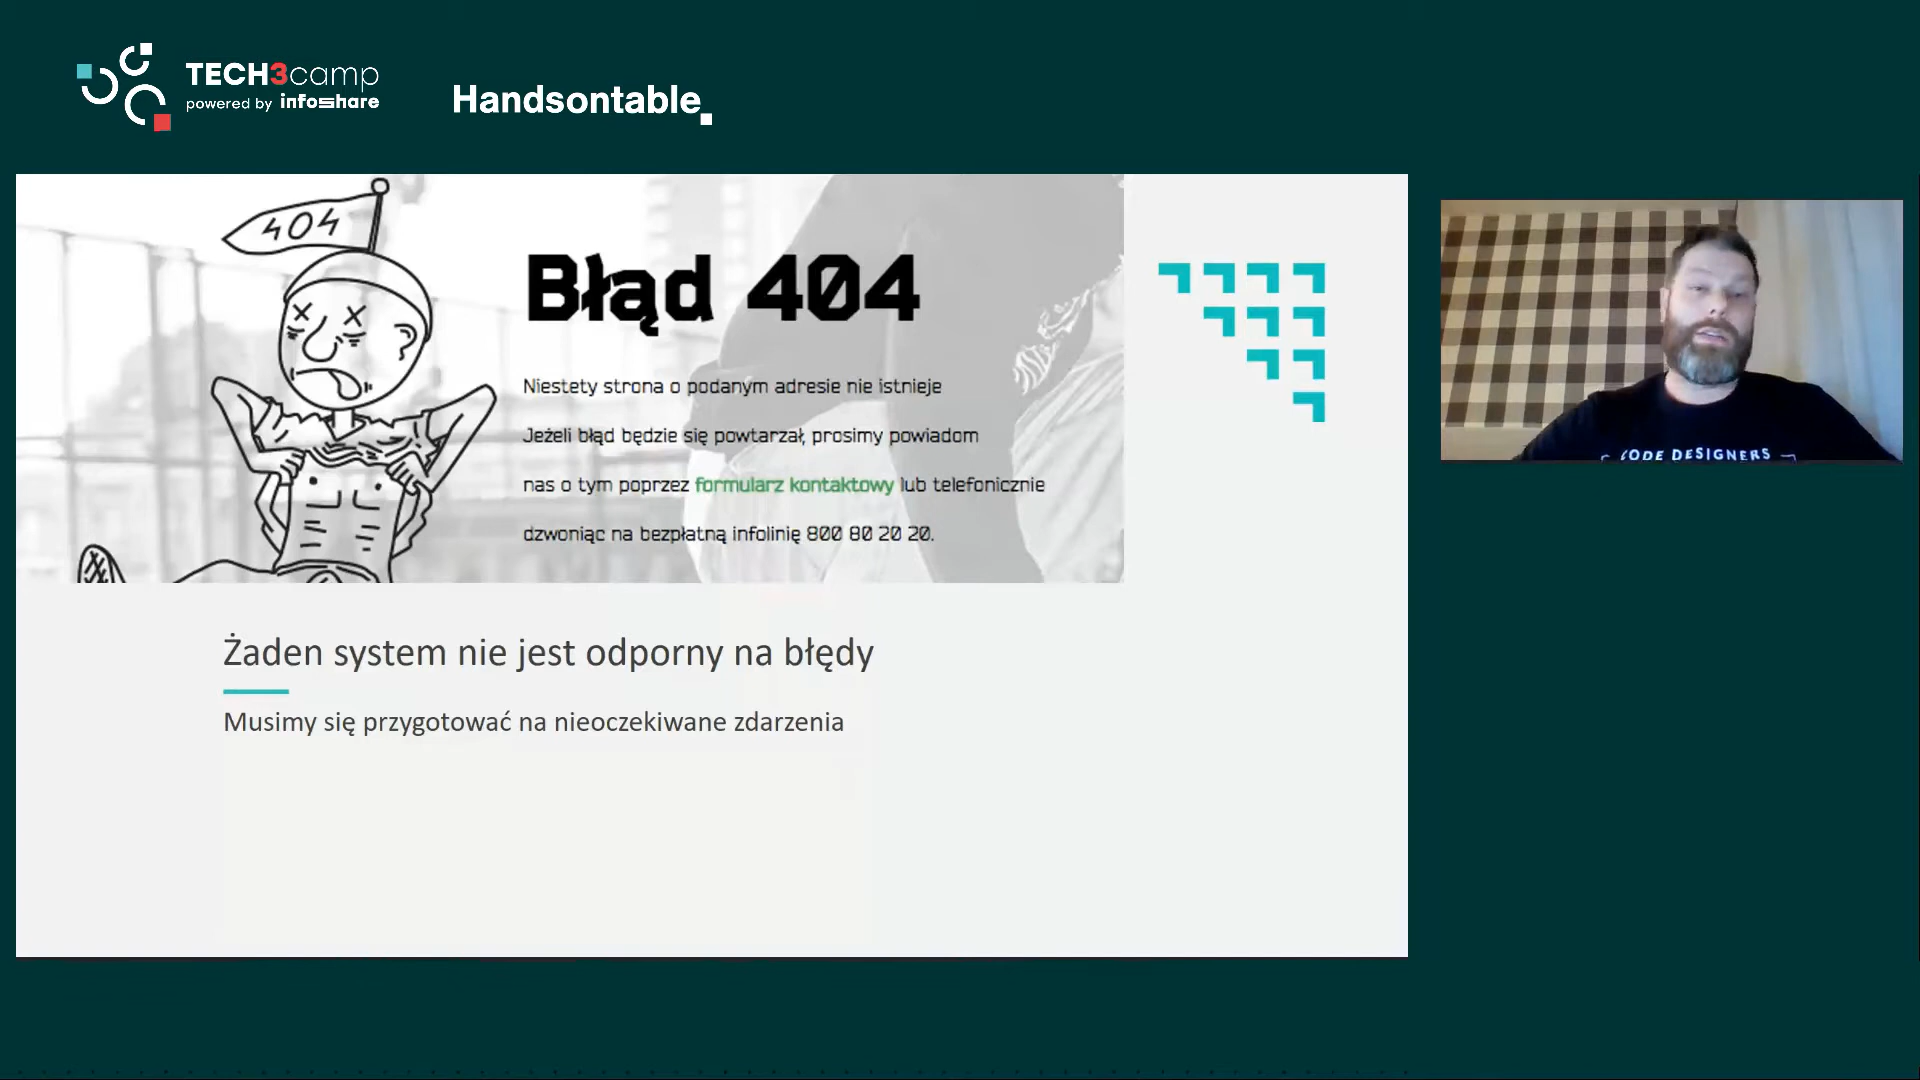 TECH3camp
powered by infoshare
Handsontable
404
Błąd 404
Niestety strona o podanym adresie nie istnieje
Jeżeli błąd będzie się powtarzał, prosimy powiadom
nas o tym poprzez formularz kontaktowy lub telefonicznie
dzwoniąc na bezpłatną infolinię 800 80 20 20.
Żaden system nie jest odporny na błędy
Musimy się przygotować na nieoczekiwane zdarzenia
CODE DESIGNERS